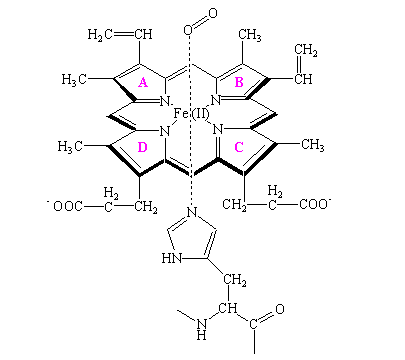 O
O
H₂C CH CH₃ CH₂
CH
A B
H₃C
N N
Fe(II)
N N
H₃C D C CH₃
H₂ H₂
-OOC C CH₂ CH₂ C COO-
N
HN
CH₂
CH O
N
H